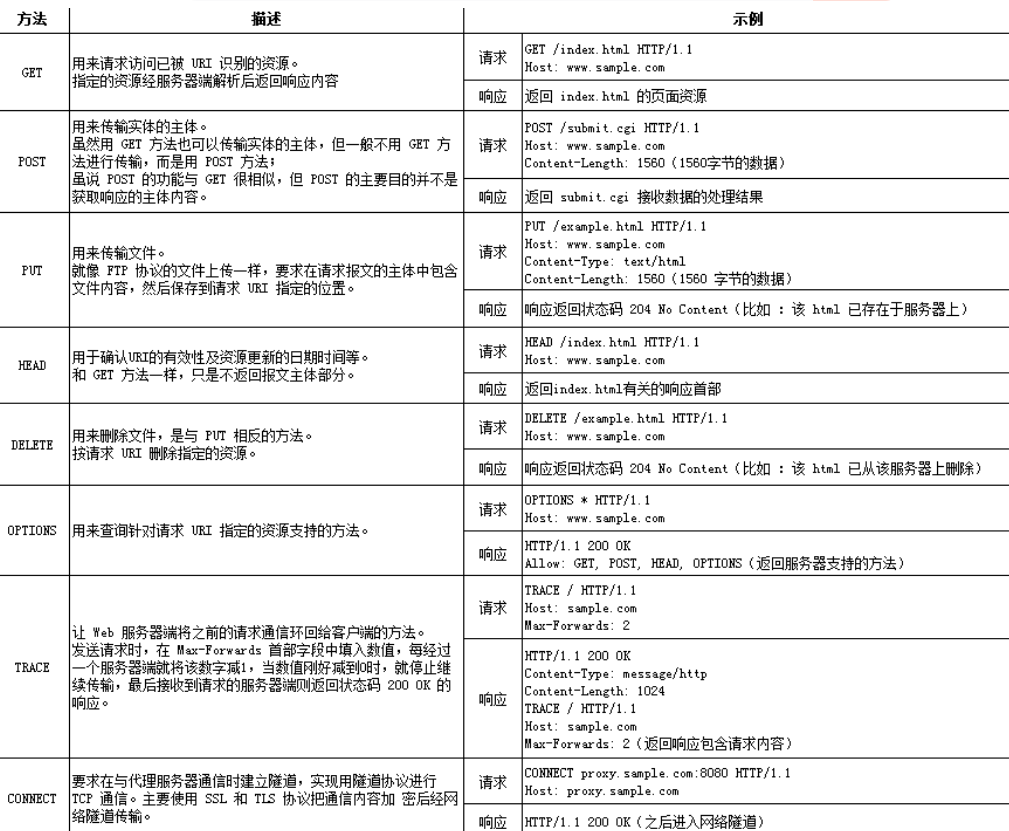 方法 描述 示例
GET
用来请求访问已被 URI 识别的资源。
指定的资源经服务器端解析后返回响应内容
请求
GET /index.html HTTP/1.1
Host: www.sample.com
响应
返回 index.html 的页面资源
POST
用来传输实体的主体。
虽然用 GET 方法也可以传输实体的主体，但一般不用 GET 方
法进行传输，而是用 POST 方法；
虽说 POST 的功能与 GET 很相似，但 POST 的主要目的并不是
获取响应的主体内容。
请求
POST /submit.cgi HTTP/1.1
Host: www.sample.com
Content-Length: 1560（1560字节的数据）
响应
返回 submit.cgi 接收数据的处理结果
PUT
用来传输文件。
就像 FTP 协议的文件上传一样，要求在请求报文的主体中包含
文件内容，然后保存到请求 URI 指定的位置。
请求
PUT /example.html HTTP/1.1
Host: www.sample.com
Content-Type: text/html
Content-Length: 1560（1560 字节的数据）
响应
响应返回状态码 204 No Content（比如 ：该 html 已存在于服务器上）
HEAD
用于确认URI的有效性及资源更新的日期时间等。
和 GET 方法一样，只是不返回报文主体部分。
请求
HEAD /index.html HTTP/1.1
Host: www.sample.com
响应
返回index.html有关的响应首部
DELETE
用来删除文件，是与 PUT 相反的方法。
按请求 URI 删除指定的资源。
请求
DELETE /example.html HTTP/1.1
Host: www.sample.com
响应
响应返回状态码 204 No Content（比如 ：该 html 已从该服务器上删除）
OPTIONS
用来查询针对请求 URI 指定的资源支持的方法。
请求
OPTIONS * HTTP/1.1
Host: www.sample.com
响应
HTTP/1.1 200 OK
Allow: GET, POST, HEAD, OPTIONS（返回服务器支持的方法）
TRACE
让 Web 服务器端将之前的请求通信环回给客户端的方法。
发送请求时，在 Max-Forwards 首部字段中填入数值，每经过
一个服务器端就将该数字减1，当数值刚好减到0时，就停止继
续传输，最后接收到请求的服务器端则返回状态码 200 OK 的
响应。
请求
TRACE / HTTP/1.1
Host: sample.com
Max-Forwards: 2
响应
HTTP/1.1 200 OK
Content-Type: message/http
Content-Length: 1024
TRACE / HTTP/1.1
Host: sample.com
Max-Forwards: 2（返回响应包含请求内容）
CONNECT
要求在与代理服务器通信时建立隧道，实现用隧道协议进行
TCP 通信。主要使用 SSL 和 TLS 协议把通信内容加 密后经网
络隧道传输。
请求
CONNECT proxy.sample.com:8080 HTTP/1.1
Host: proxy.sample.com
响应
HTTP/1.1 200 OK（之后进入网络隧道）